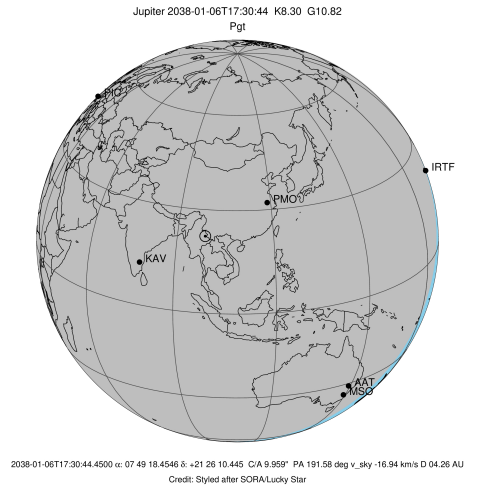 Jupiter 2038-01-06T17:30:44 K8.30 G10.82
Pgt
IRTF
PMO
KAV
AAT
MSO
2038-01-06T17:30:44.4500 α: 07 49 18.4546 δ: +21 26 10.445 C/A 9.959" PA 191.58 deg v_sky -16.94 km/s D 04.26 AU
Credit: Styled after SORA/Lucky Star